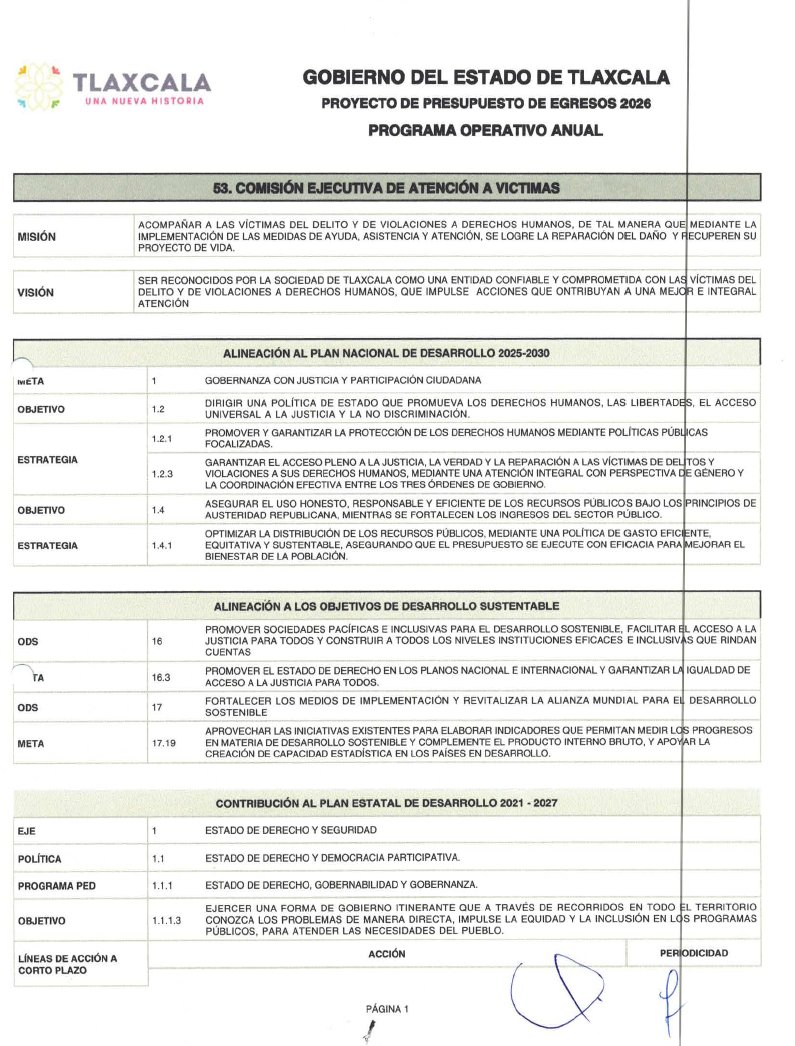 TLAXCALA
UNA NUEVA HISTORIA
GOBIERNO DEL ESTADO DE TLAXCALA
PROYECTO DE PRESUPUESTO DE EGRESOS 2026
PROGRAMA OPERATIVO ANUAL
53. COMISIÓN EJECUTIVA DE ATENCIÓN A VICTIMAS
MISIÓN
ACOMPAÑAR A LAS VÍCTIMAS DEL DELITO Y DE VIOLACIONES A DERECHOS HUMANOS, DE TAL MANERA QUE MEDIANTE LA
IMPLEMENTACIÓN DE LAS MEDIDAS DE AYUDA, ASISTENCIA Y ATENCIÓN, SE LOGRE LA REPARACIÓN DEL DAÑO Y RECUPEREN SU
PROYECTO DE VIDA.
VISIÓN
SER RECONOCIDOS POR LA SOCIEDAD DE TLAXCALA COMO UNA ENTIDAD CONFIABLE Y COMPROMETIDA CON LAS VÍCTIMAS DEL
DELITO Y DE VIOLACIONES A DERECHOS HUMANOS, QUE IMPULSE ACCIONES QUE ONTRIBUYAN A UNA MEJOR E INTEGRAL
ATENCIÓN
ALINEACIÓN AL PLAN NACIONAL DE DESARROLLO 2025-2030
META 1 GOBERNANZA CON JUSTICIA Y PARTICIPACIÓN CIUDADANA
OBJETIVO 1.2 DIRIGIR UNA POLÍTICA DE ESTADO QUE PROMUEVA LOS DERECHOS HUMANOS, LAS LIBERTADES, EL ACCESO
UNIVERSAL A LA JUSTICIA Y LA NO DISCRIMINACIÓN.
ESTRATEGIA
1.2.1 PROMOVER Y GARANTIZAR LA PROTECCIÓN DE LOS DERECHOS HUMANOS MEDIANTE POLÍTICAS PÚBLICAS
FOCALIZADAS.
1.2.3 GARANTIZAR EL ACCESO PLENO A LA JUSTICIA, LA VERDAD Y LA REPARACIÓN A LAS VÍCTIMAS DE DELITOS Y
VIOLACIONES A SUS DERECHOS HUMANOS, MEDIANTE UNA ATENCIÓN INTEGRAL CON PERSPECTIVA DE GÉNERO Y
LA COORDINACIÓN EFECTIVA ENTRE LOS TRES ÓRDENES DE GOBIERNO.
OBJETIVO 1.4 ASEGURAR EL USO HONESTO, RESPONSABLE Y EFICIENTE DE LOS RECURSOS PÚBLICOS BAJO LOS PRINCIPIOS DE
AUSTERIDAD REPUBLICANA, MIENTRAS SE FORTALECEN LOS INGRESOS DEL SECTOR PÚBLICO.
ESTRATEGIA 1.4.1 OPTIMIZAR LA DISTRIBUCIÓN DE LOS RECURSOS PÚBLICOS, MEDIANTE UNA POLÍTICA DE GASTO EFICIENTE,
EQUITATIVA Y SUSTENTABLE, ASEGURANDO QUE EL PRESUPUESTO SE EJECUTE CON EFICACIA PARA MEJORAR EL
BIENESTAR DE LA POBLACIÓN.
ALINEACIÓN A LOS OBJETIVOS DE DESARROLLO SUSTENTABLE
ODS 16 PROMOVER SOCIEDADES PACÍFICAS E INCLUSIVAS PARA EL DESARROLLO SOSTENIBLE, FACILITAR EL ACCESO A LA
JUSTICIA PARA TODOS Y CONSTRUIR A TODOS LOS NIVELES INSTITUCIONES EFICACES E INCLUSIVAS QUE RINDAN
CUENTAS
TA 16.3 PROMOVER EL ESTADO DE DERECHO EN LOS PLANOS NACIONAL E INTERNACIONAL Y GARANTIZAR LA IGUALDAD DE
ACCESO A LA JUSTICIA PARA TODOS.
ODS 17 FORTALECER LOS MEDIOS DE IMPLEMENTACIÓN Y REVITALIZAR LA ALIANZA MUNDIAL PARA EL DESARROLLO
SOSTENIBLE
META 17.19 APROVECHAR LAS INICIATIVAS EXISTENTES PARA ELABORAR INDICADORES QUE PERMITAN MEDIR LOS PROGRESOS
EN MATERIA DE DESARROLLO SOSTENIBLE Y COMPLEMENTE EL PRODUCTO INTERNO BRUTO, Y APOYAR LA
CREACIÓN DE CAPACIDAD ESTADÍSTICA EN LOS PAÍSES EN DESARROLLO.
CONTRIBUCIÓN AL PLAN ESTATAL DE DESARROLLO 2021 - 2027
EJE 1 ESTADO DE DERECHO Y SEGURIDAD
POLÍTICA 1.1 ESTADO DE DERECHO Y DEMOCRACIA PARTICIPATIVA.
PROGRAMA PED 1.1.1 ESTADO DE DERECHO, GOBERNABILIDAD Y GOBERNANZA.
OBJETIVO 1.1.1.3 EJERCER UNA FORMA DE GOBIERNO ITINERANTE QUE A TRAVÉS DE RECORRIDOS EN TODO EL TERRITORIO
CONOZCA LOS PROBLEMAS DE MANERA DIRECTA, IMPULSE LA EQUIDAD Y LA INCLUSIÓN EN LOS PROGRAMAS
PÚBLICOS, PARA ATENDER LAS NECESIDADES DEL PUEBLO.
LÍNEAS DE ACCIÓN A
CORTO PLAZO
ACCIÓN PERIODICIDAD
PÁGINA 1